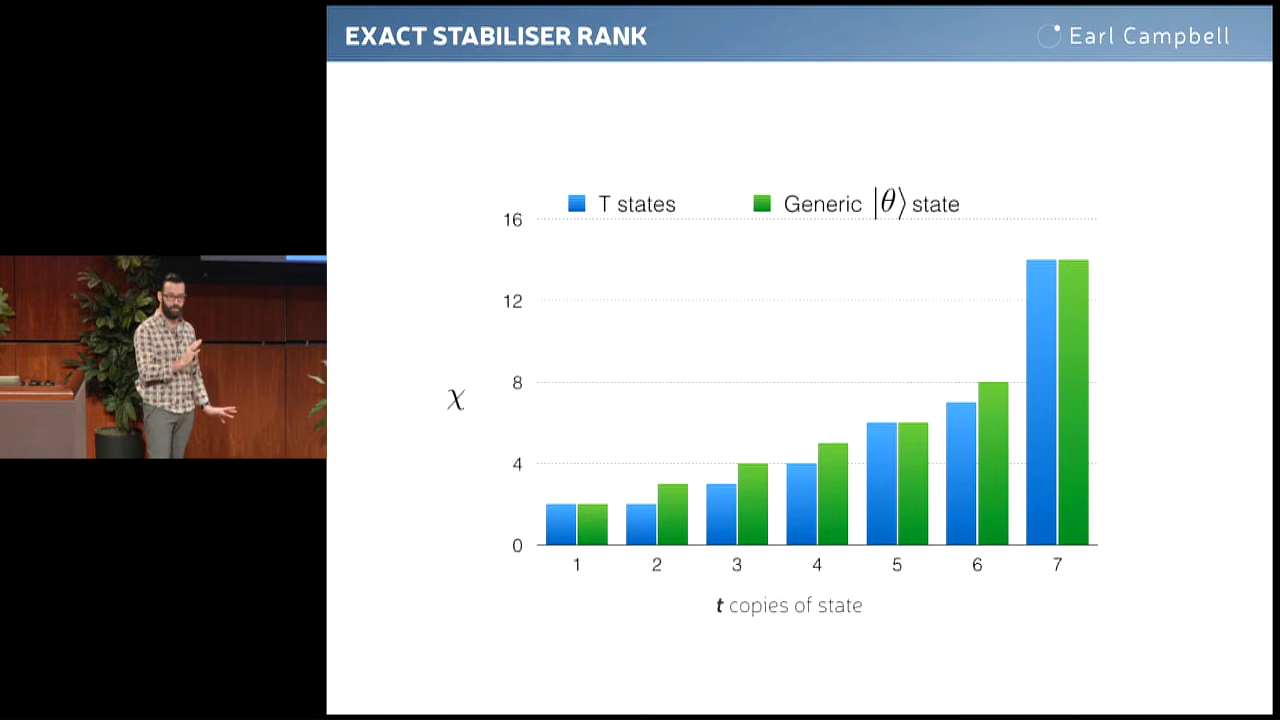 EXACT STABILISER RANK
Earl Campbell
T states
Generic |θ⟩ state
16
12
8
4
0
χ
1 2 3 4 5 6 7
t copies of state